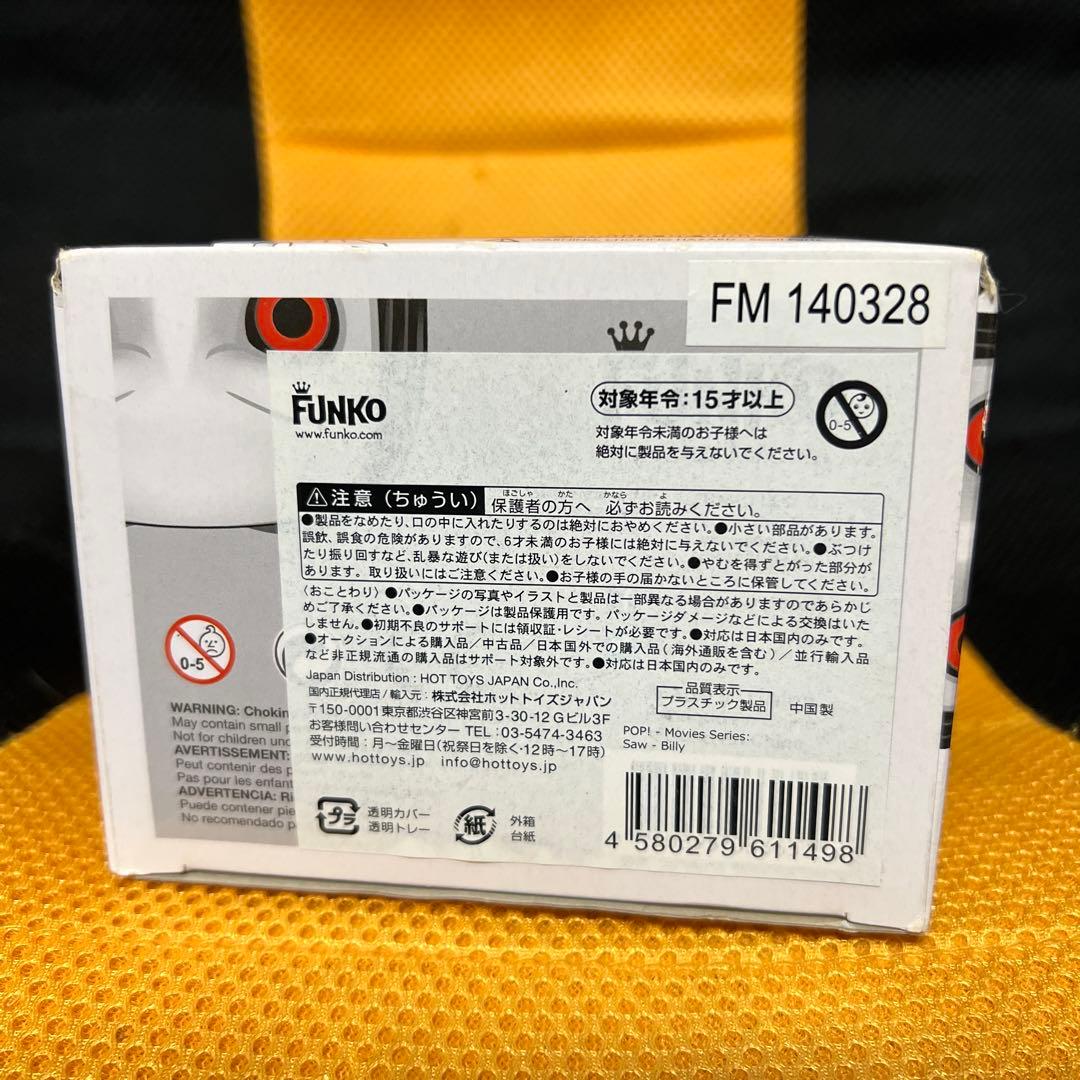 FM 140328
FUNKO
www.funko.com
対象年令：15才以上
対象年令未満のお子様へは
絶対に製品を与えないでください。
0-5
⚠注意（ちゅうい） 保護者の方へ 必ずお読みください。
ほごしゃ かた かなら よ
●製品をなめたり、口の中に入れたりするのは絶対におやめください。●小さい部品があります。
誤飲、誤食の危険がありますので、6才未満のお子様には絶対に与えないでください。●ぶつけ
たり振り回すなど、乱暴な遊び(または扱い)をしないでください。●やむを得ずとがった部分が
あります。取り扱いにはご注意ください。●お子様の手の届かないところに保管してください。
〈おことわり〉●パッケージの写真やイラストと製品は一部異なる場合がありますのであらかじ
めご了承ください。●パッケージは製品保護用です。パッケージダメージなどによる交換はいた
しません。●初期不良のサポートには領収証・レシートが必要です。●対応は日本国内のみです。
●オークションによる購入品／中古品／日本国外での購入品（海外通販を含む）／並行輸入品
など非正規流通の購入品はサポート対象外です。●対応は日本国内のみです。
Japan Distribution : HOT TOYS JAPAN Co.,Inc.
国内正規代理店 / 輸入元 : 株式会社ホットトイズジャパン
〒150-0001 東京都渋谷区神宮前3-30-12 Gビル3F
お客様問い合わせセンター TEL : 03-5474-3463
受付時間：月〜金曜日(祝祭日を除く・12時〜17時)
www.hottoys.jp info@hottoys.jp
品質表示
プラスチック製品
中国製
POP! - Movies Series:
Saw - Billy
プラ
透明カバー
透明トレー
紙
外箱
台紙
4 580279 611498
0-5
WARNING: Chokin
May contain small p
Not for children und
AVERTISSEMENT:
Peut contenir des p
Pas pour les enfant
ADVERTENCIA: Ri
Puede contener pie
No recomendado p